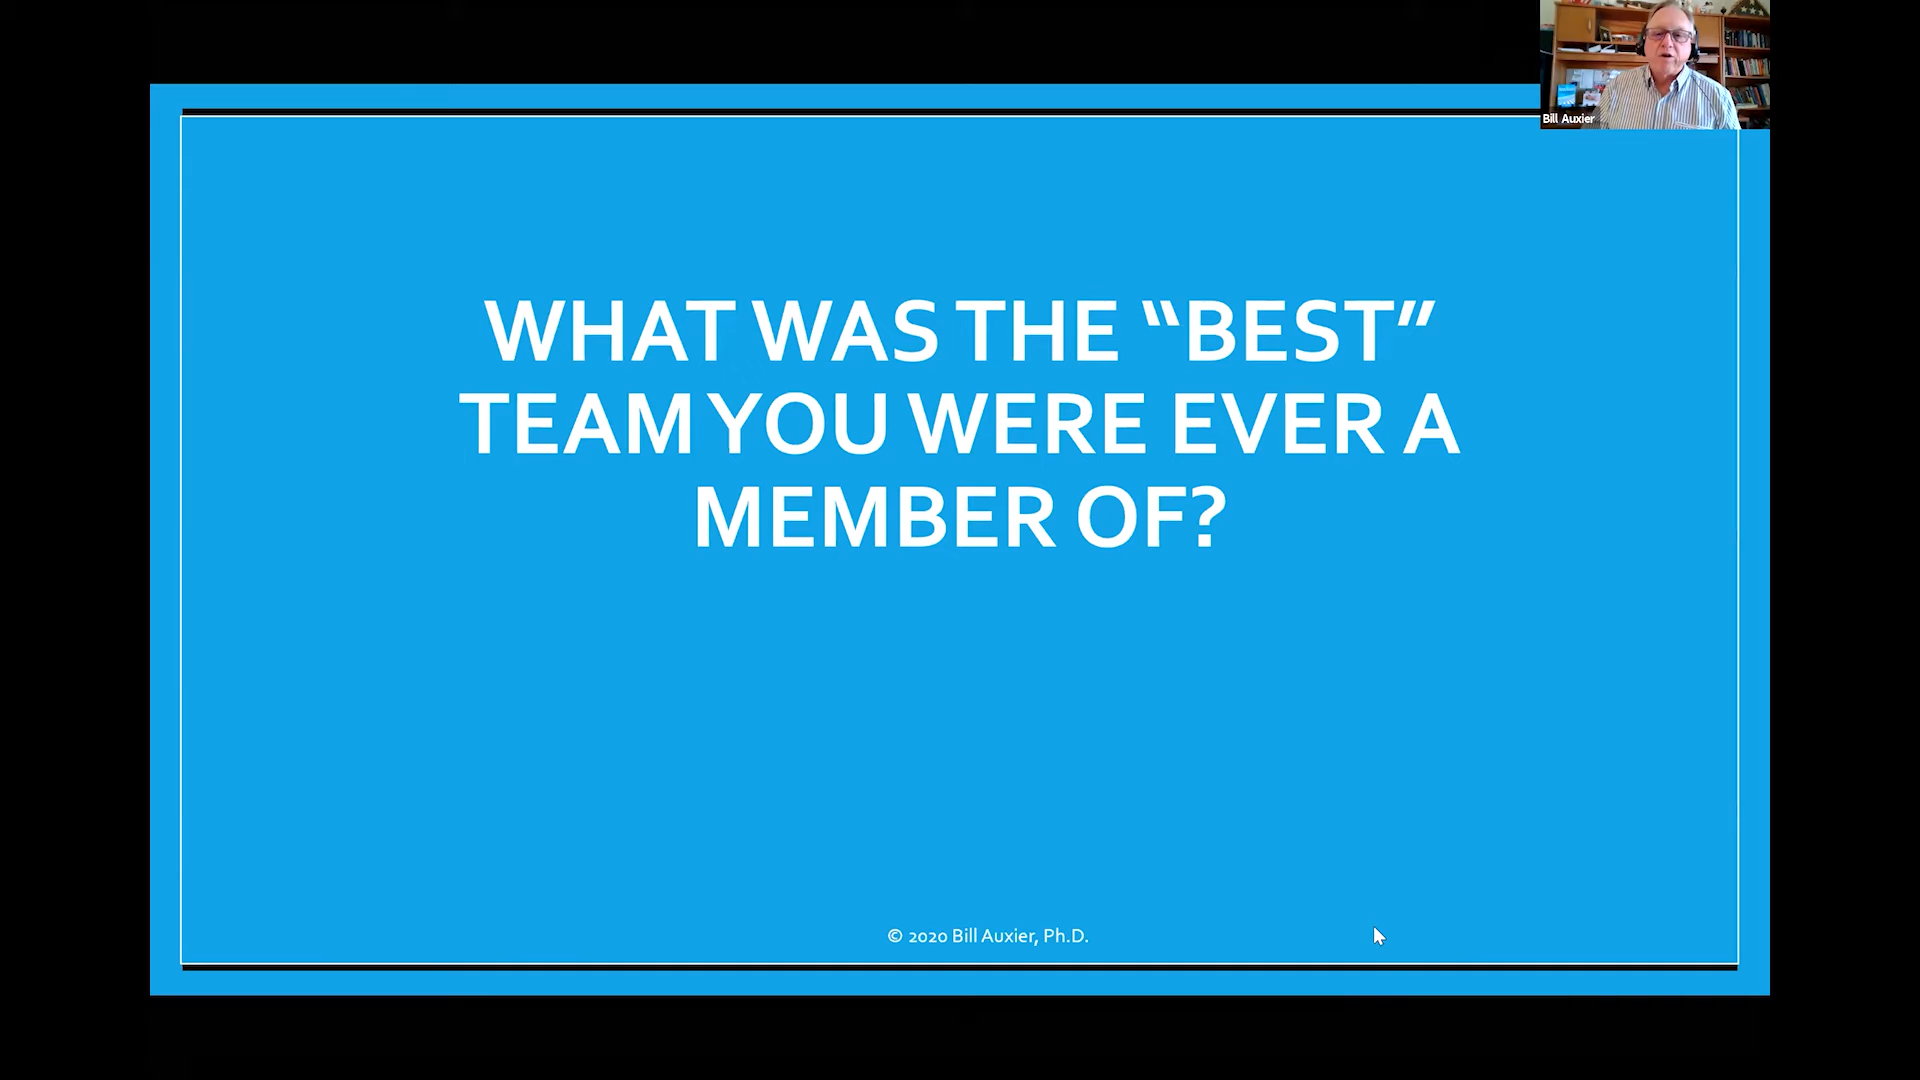 Bill Auxier
WHAT WAS THE “BEST”
TEAM YOU WERE EVER A
MEMBER OF?
© 2020 Bill Auxier, Ph.D.